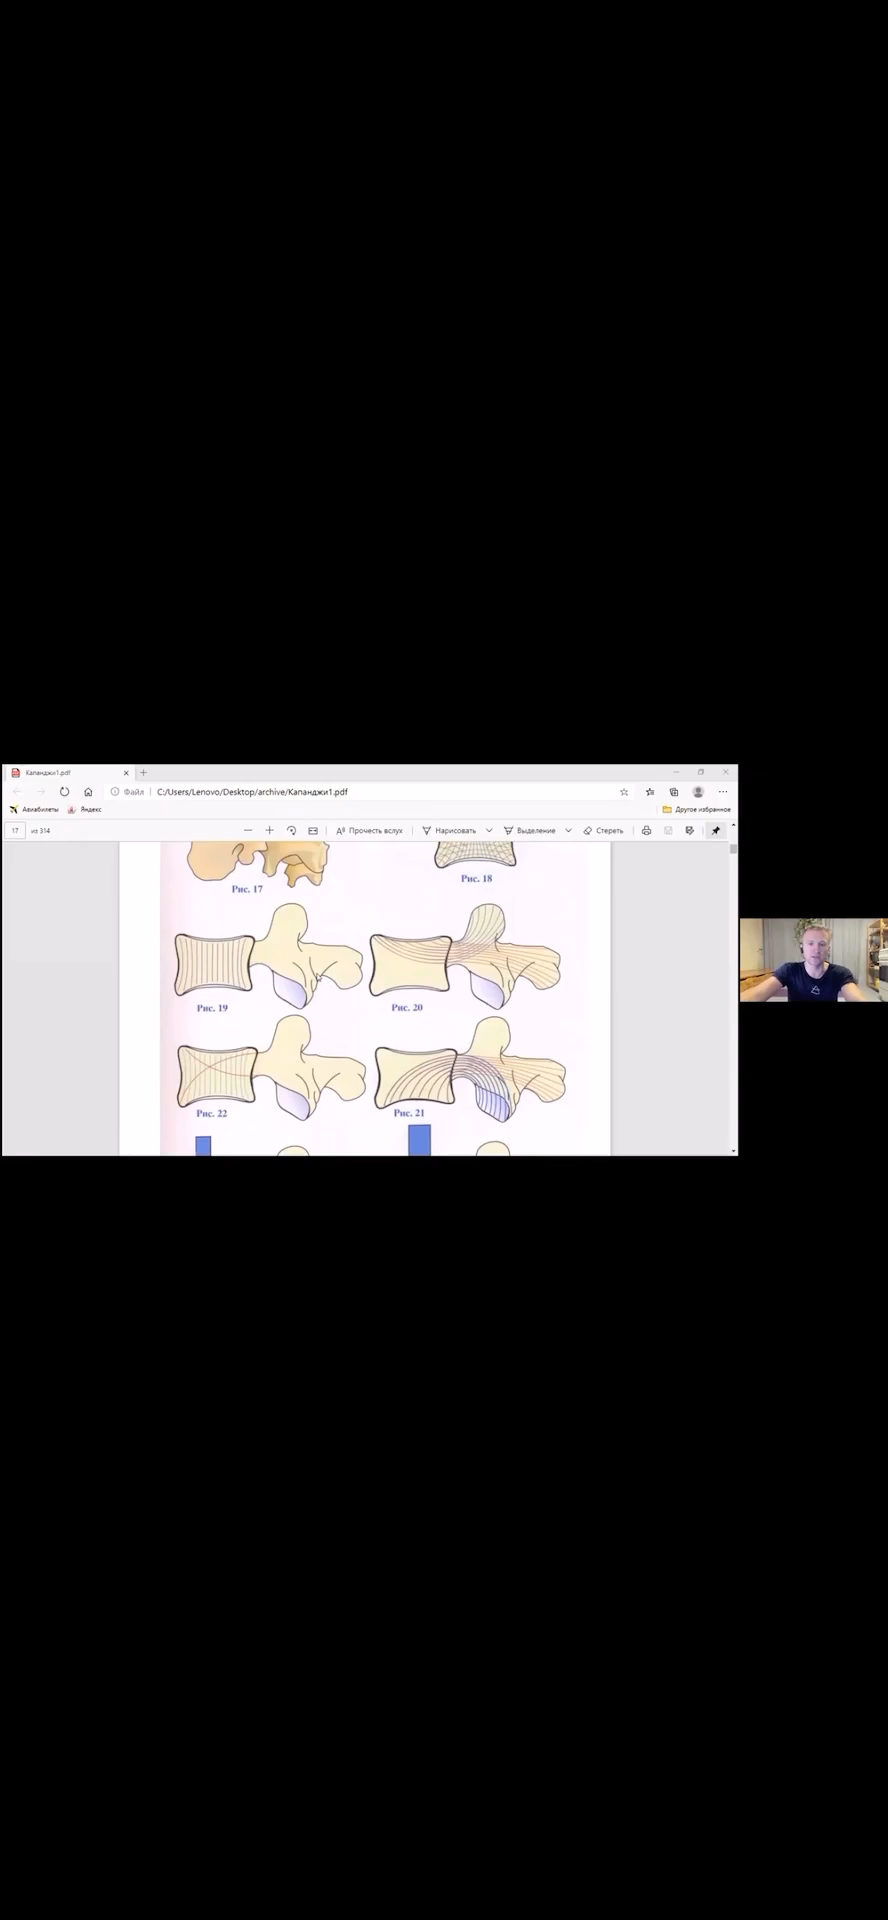 Капанджи1.pdf
Файл
C:/Users/Lenovo/Desktop/archive/Капанджи1.pdf
Авиабилеты
Яндекс
Другое избранное
17 из 314
Прочесть вслух
Нарисовать
Выделение
Стереть
Рис. 17
Рис. 18
Рис. 19
Рис. 20
Рис. 22
Рис. 21